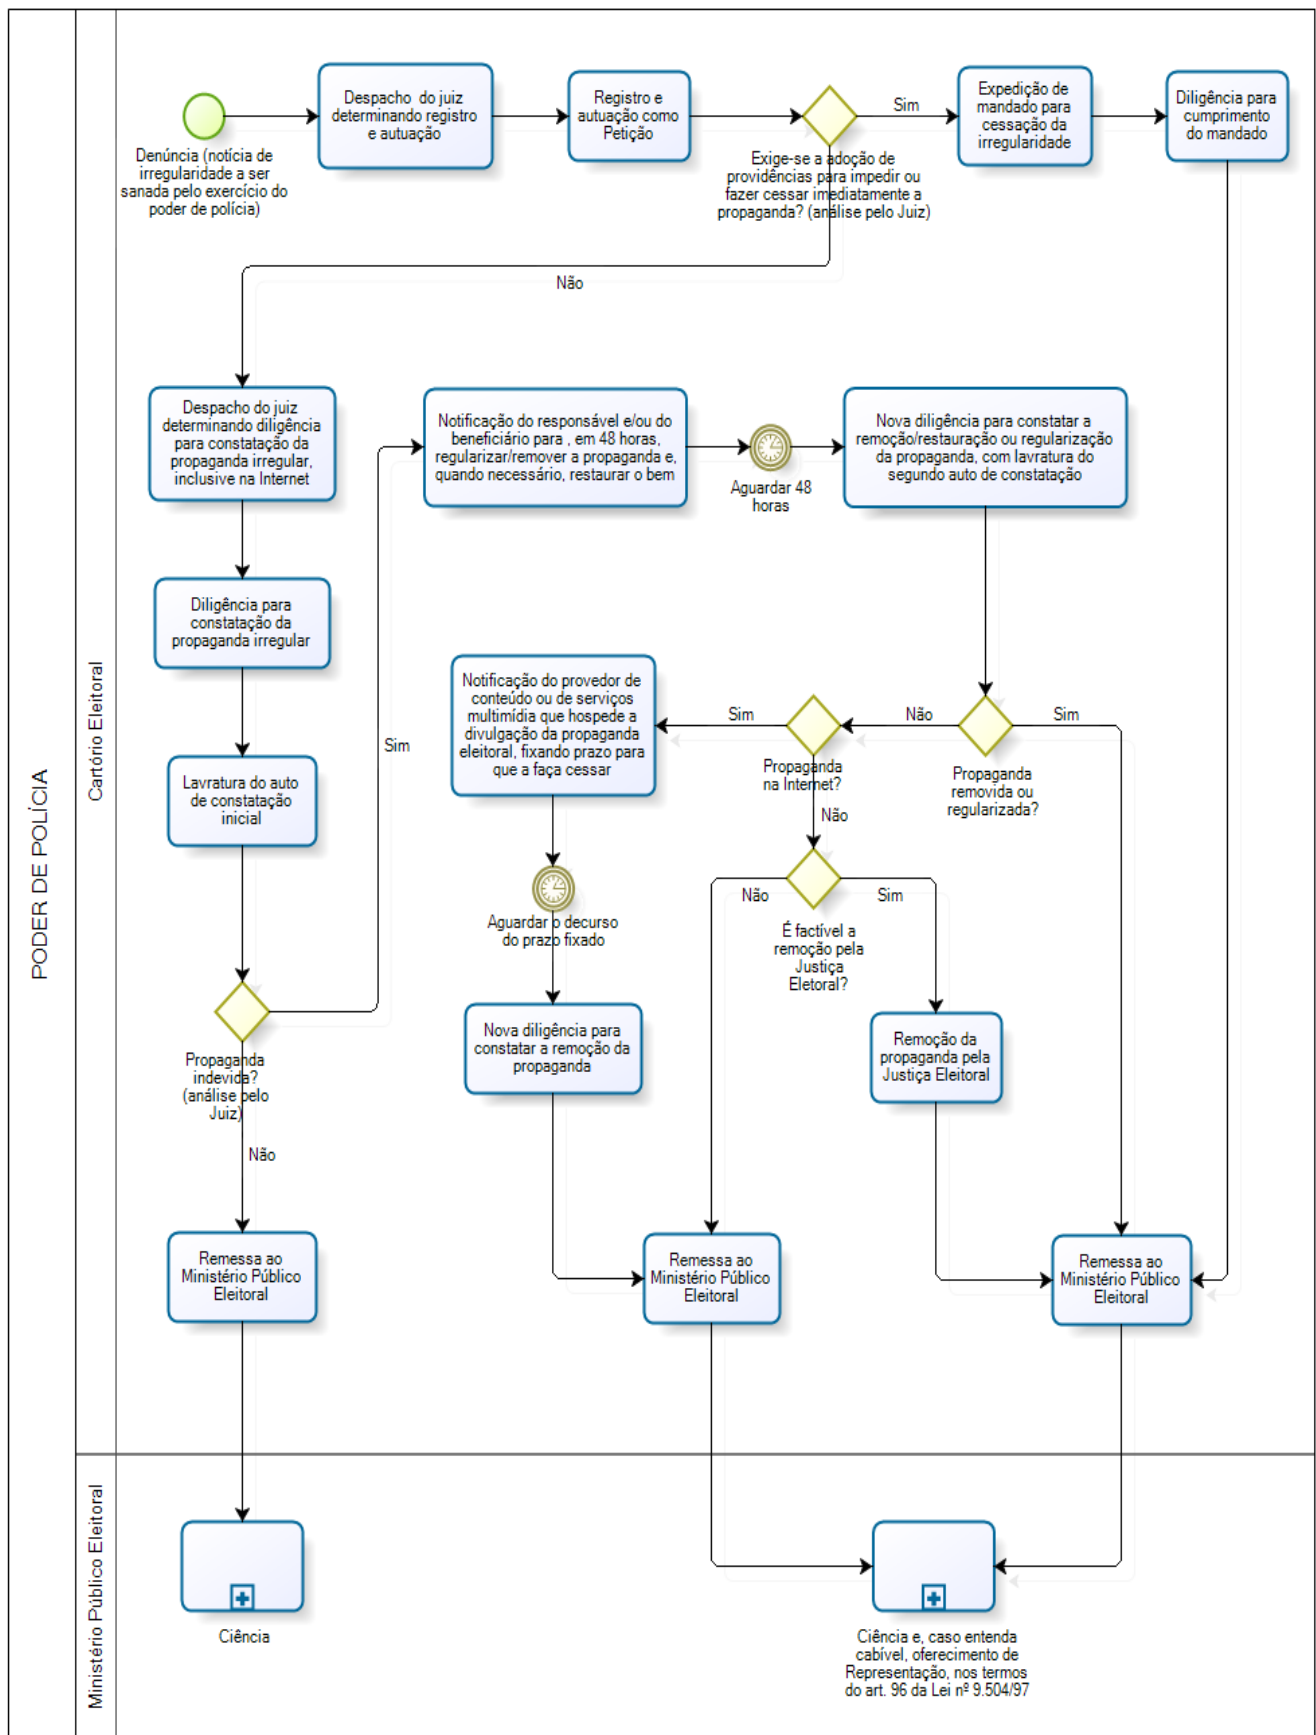 PODER DE POLÍCIA
Cartório Eleitoral
Denúncia (notícia de
irregularidade a ser
sanada pelo exercício do
poder de polícia)
Despacho do juiz
determinando registro
e autuação
Registro e
autuação como
Petição
Exige-se a adoção de
providências para impedir ou
fazer cessar imediatamente a
propaganda? (análise pelo Juiz)
Sim
Expedição de
mandado para
cessação da
irregularidade
Diligência para
cumprimento
do mandado
Não
Despacho do juiz
determinando diligência
para constatação da
propaganda irregular,
inclusive na Internet
Notificação do responsável e/ou do
beneficiário para , em 48 horas,
regularizar/remover a propaganda e,
quando necessário, restaurar o bem
Aguardar 48
horas
Nova diligência para constatar a
remoção/restauração ou regularização
da propaganda, com lavratura do
segundo auto de constatação
Diligência para
constatação da
propaganda irregular
Notificação do provedor de
conteúdo ou de serviços
multimídia que hospede a
divulgação da propaganda
eleitoral, fixando prazo para
que a faça cessar
Sim
Propaganda
na Internet?
Não
Propaganda
removida ou
regularizada?
Sim
Sim
Lavratura do auto
de constatação
inicial
Não
Aguardar o decurso
do prazo fixado
Não
Sim
É factível a
remoção pela
Justiça
Eletoral?
Propaganda
indevida?
(análise pelo
Juiz)
Nova diligência para
constatar a remoção da
propaganda
Remoção da
propaganda pela
Justiça Eleitoral
Não
Remessa ao
Ministério Público
Eleitoral
Remessa ao
Ministério Público
Eleitoral
Remessa ao
Ministério Público
Eleitoral
Ministério Público Eleitoral
Ciência
Ciência e, caso entenda
cabível, oferecimento de
Representação, nos termos
do art. 96 da Lei nº 9.504/97